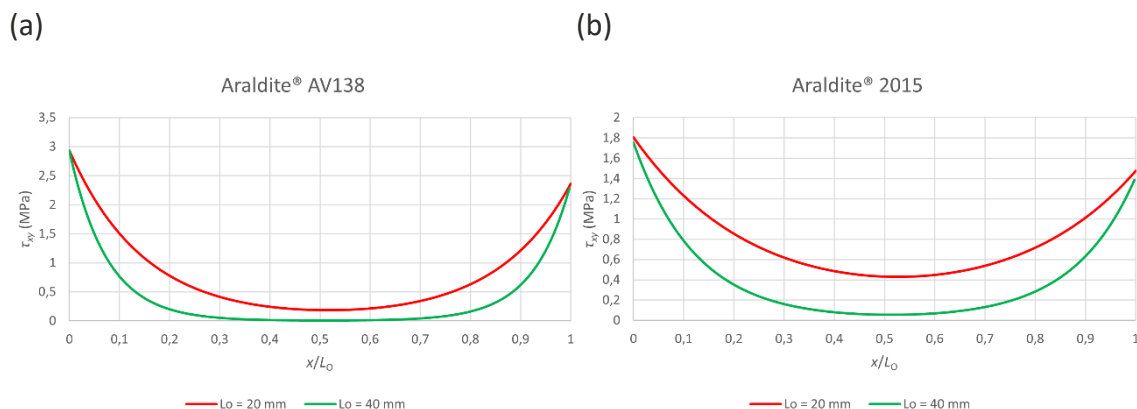 (a)
Araldite® AV138
3,5
3
2,5
2
1,5
1
0,5
0
τxy (MPa)
0 0,1 0,2 0,3 0,4 0,5 0,6 0,7 0,8 0,9 1
x/LO
Lo = 20 mm Lo = 40 mm
(b)
Araldite® 2015
2
1,8
1,6
1,4
1,2
1
0,8
0,6
0,4
0,2
0
τxy (MPa)
0 0,1 0,2 0,3 0,4 0,5 0,6 0,7 0,8 0,9 1
x/LO
Lo = 20 mm Lo = 40 mm